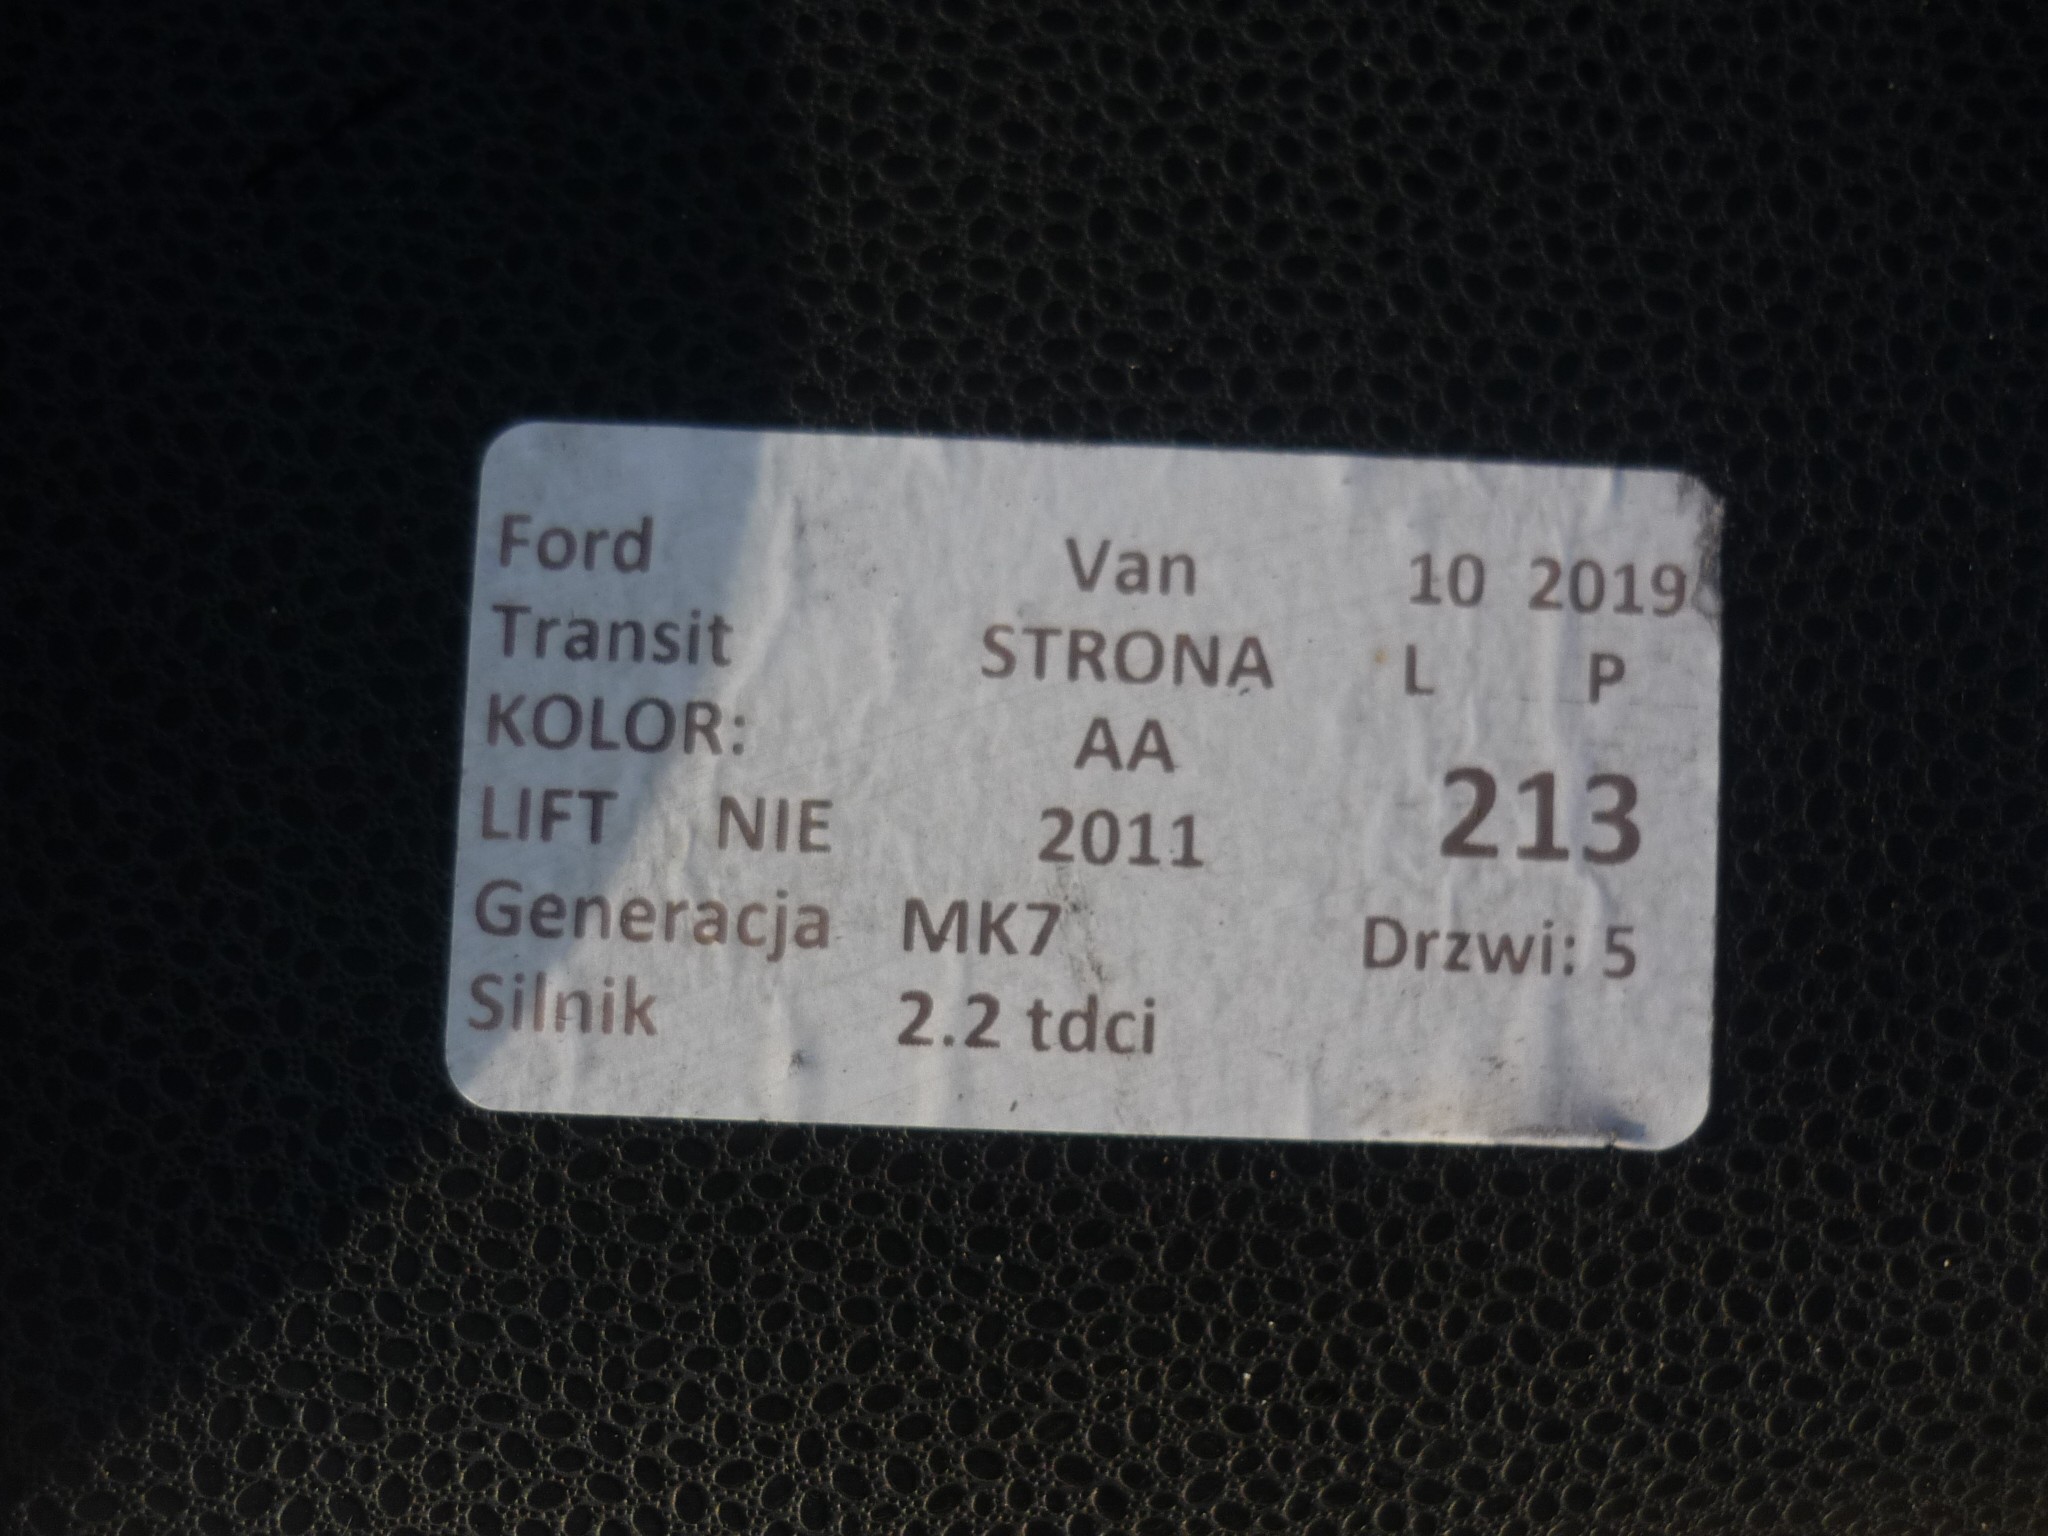 Ford Van 10 2019
Transit STRONA L P
KOLOR: AA
LIFT NIE 2011 213
Generacja MK7 Drzwi: 5
Silnik 2.2 tdci